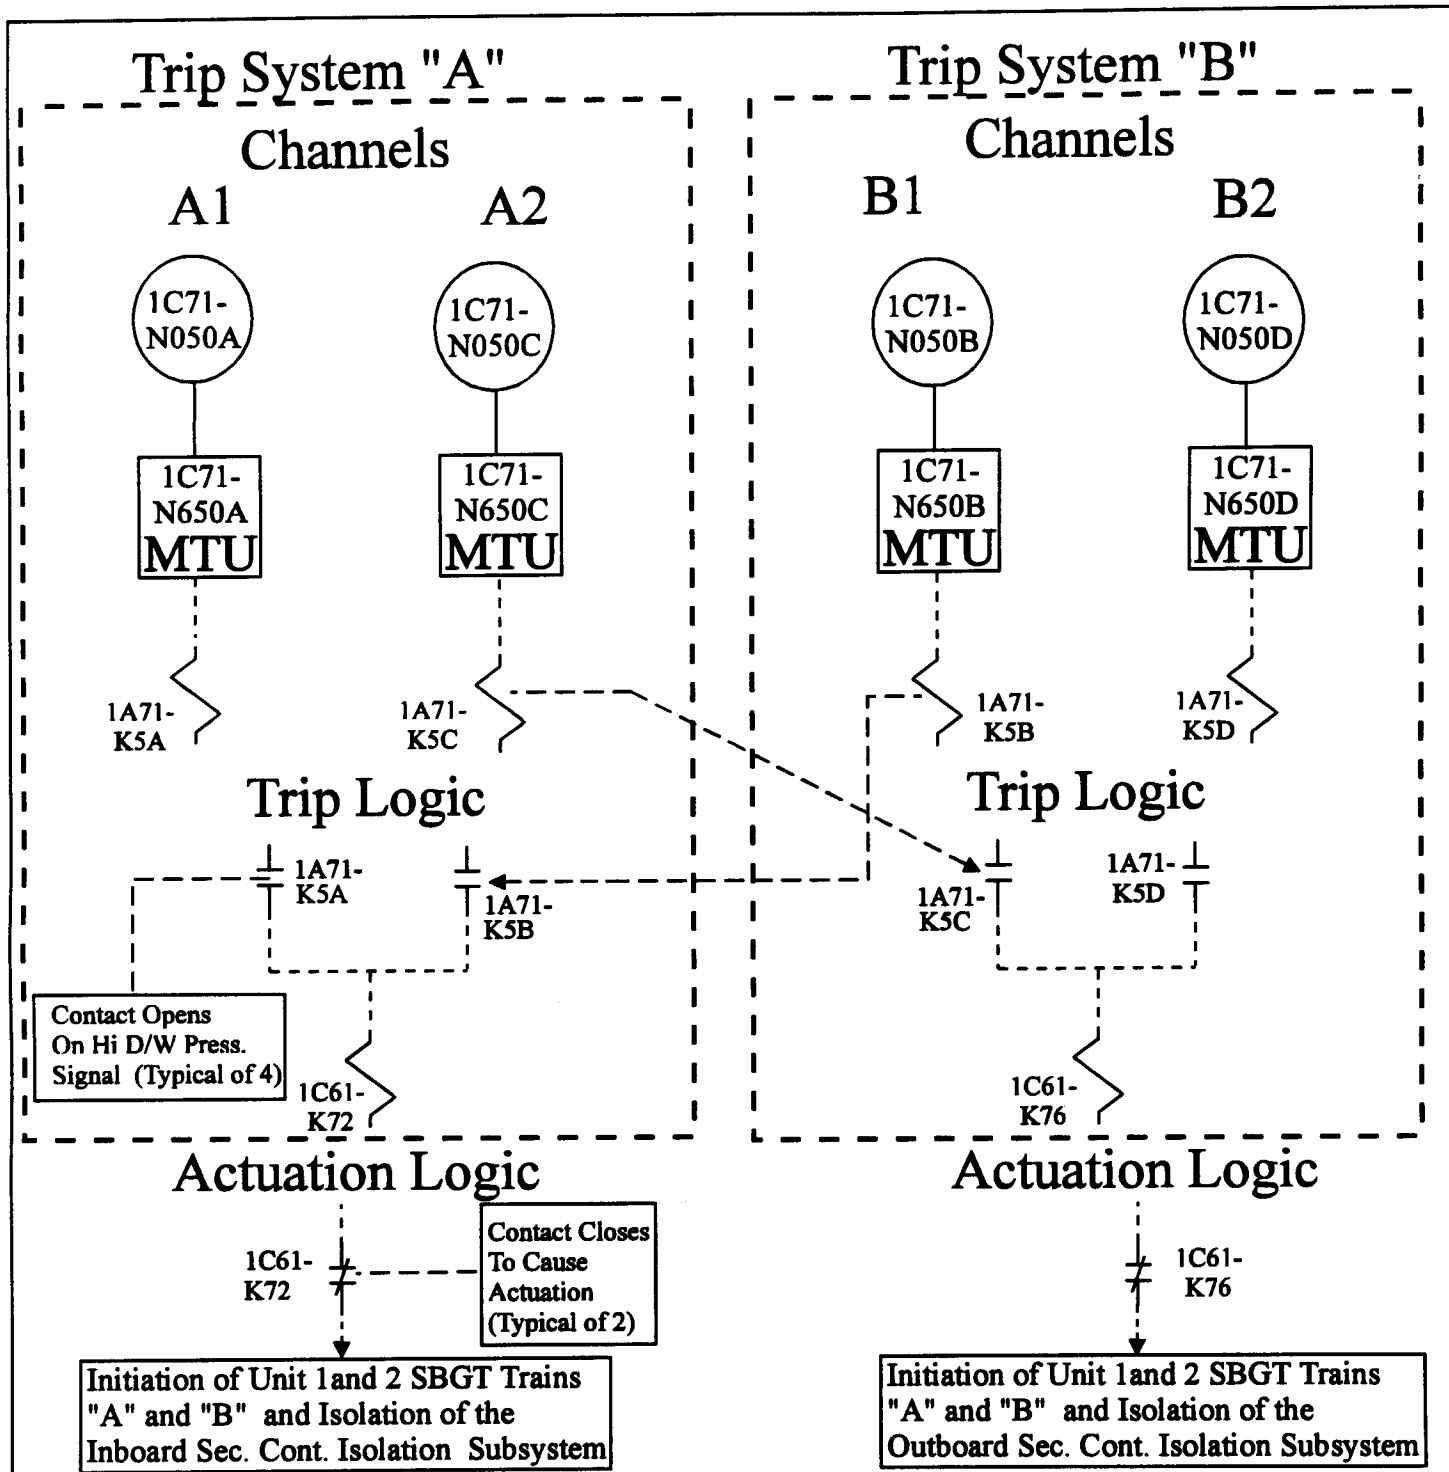 Trip System "A"
Trip System "B"
Channels
Channels
A1
A2
B1
B2
1C71-
N050A
1C71-
N050C
1C71-
N050B
1C71-
N050D
1C71-
N650A
MTU
1C71-
N650C
MTU
1C71-
N650B
MTU
1C71-
N650D
MTU
1A71-
K5A
1A71-
K5C
1A71-
K5B
1A71-
K5D
Trip Logic
Trip Logic
1A71-
K5A
1A71-
K5B
1A71-
K5C
1A71-
K5D
Contact Opens
On Hi D/W Press.
Signal (Typical of 4)
1C61-
K72
1C61-
K76
Actuation Logic
Actuation Logic
1C61-
K72
Contact Closes
To Cause
Actuation
(Typical of 2)
1C61-
K76
Initiation of Unit 1and 2 SBGT Trains
"A" and "B" and Isolation of the
Inboard Sec. Cont. Isolation Subsystem
Initiation of Unit 1and 2 SBGT Trains
"A" and "B" and Isolation of the
Outboard Sec. Cont. Isolation Subsystem